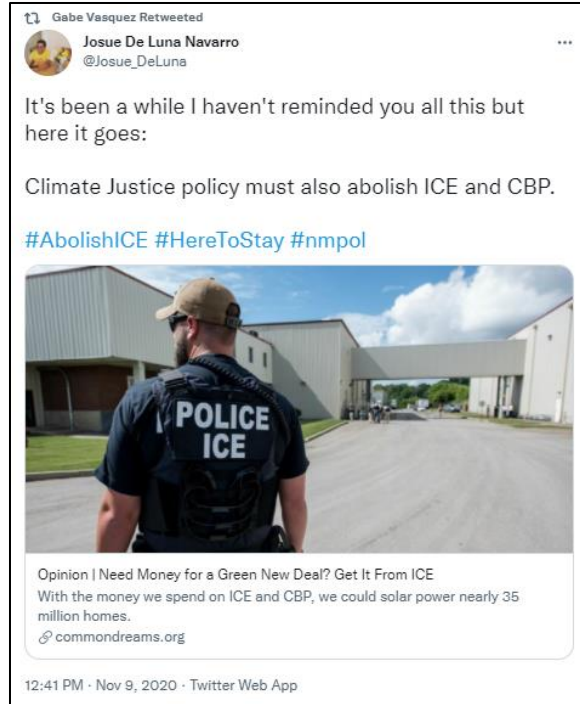 Gabe Vasquez Retweeted
Josue De Luna Navarro
@Josue_DeLuna
It's been a while I haven't reminded you all this but
here it goes:
Climate Justice policy must also abolish ICE and CBP.
#AbolishICE #HereToStay #nmpol
POLICE
ICE
Opinion | Need Money for a Green New Deal? Get It From ICE
With the money we spend on ICE and CBP, we could solar power nearly 35
million homes.
commondreams.org
12:41 PM · Nov 9, 2020 · Twitter Web App